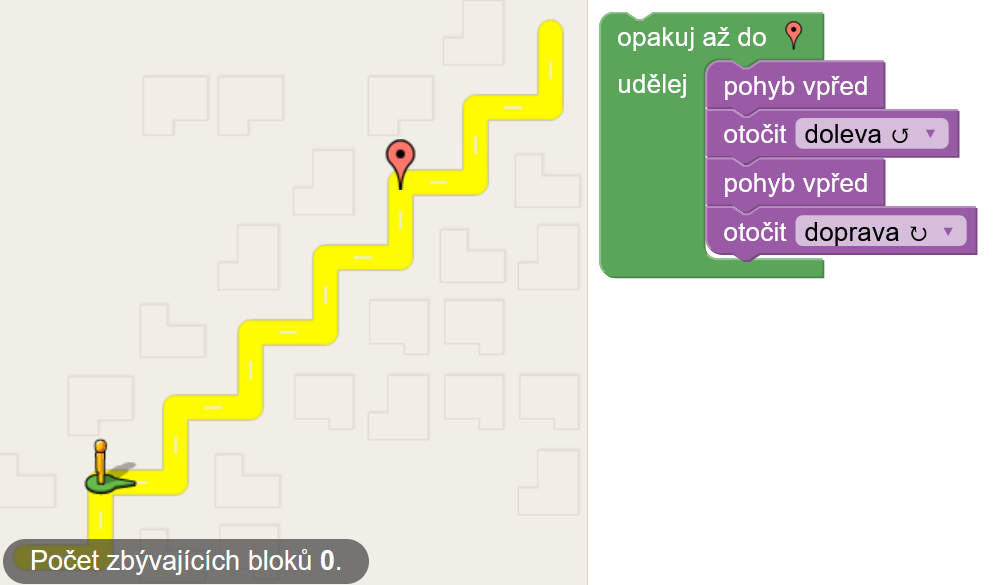 opakuj až do
udělej
pohyb vpřed
otočit doleva ↺ ▼
pohyb vpřed
otočit doprava ↻ ▼
Počet zbývajících bloků 0.